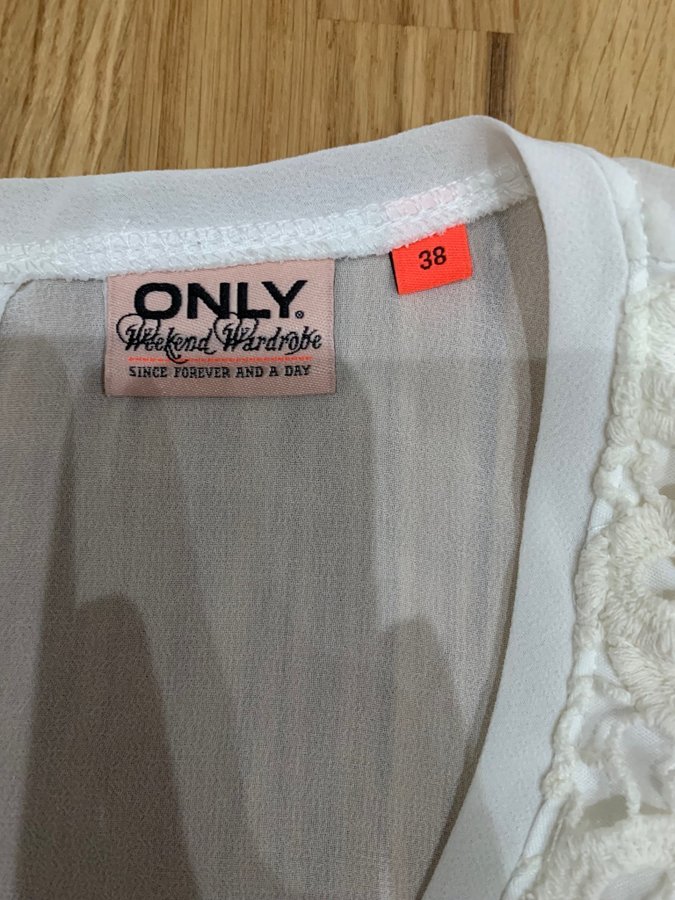 ONLY®
Weekend Wardrobe
SINCE FOREVER AND A DAY
38